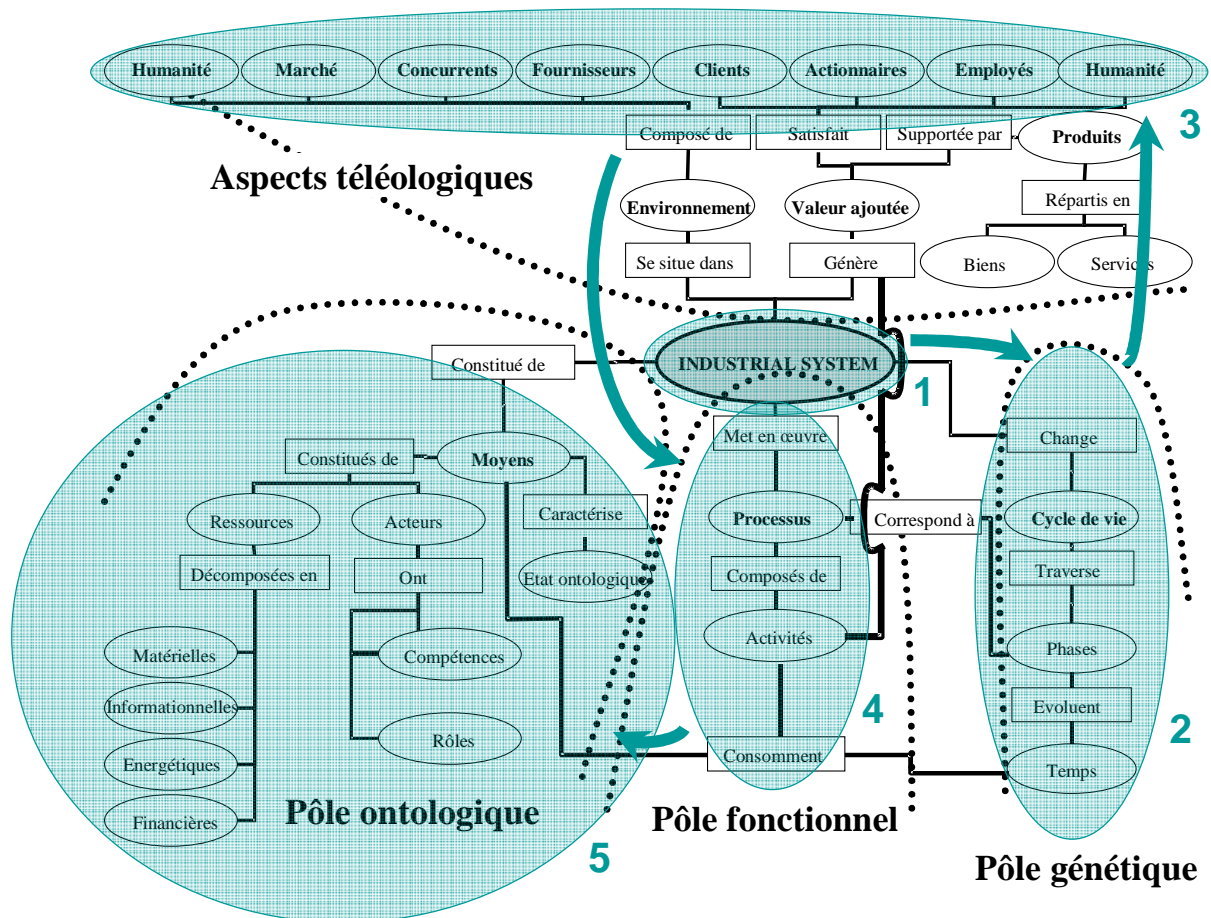 Humanité Marché Concurrents Fournisseurs Clients Actionnaires Employés Humanité
3
Composé de Satisfait Supportée par Produits
Aspects téléologiques
Environnement Valeur ajoutée Répartis en
Se situe dans Génère Biens Services
Constitué de INDUSTRIAL SYSTEM
1
Met en œuvre Change
Constitués de Moyens
Ressources Acteurs Caractérise Processus Correspond à Cycle de vie
Décomposées en Ont Etat ontologique Composés de Traverse
Matérielles Compétences Activités Phases
Informationnelles Evoluent
4 2
Rôles
Energétiques Consomment Temps
Financières Pôle ontologique Pôle fonctionnel
5
Pôle génétique